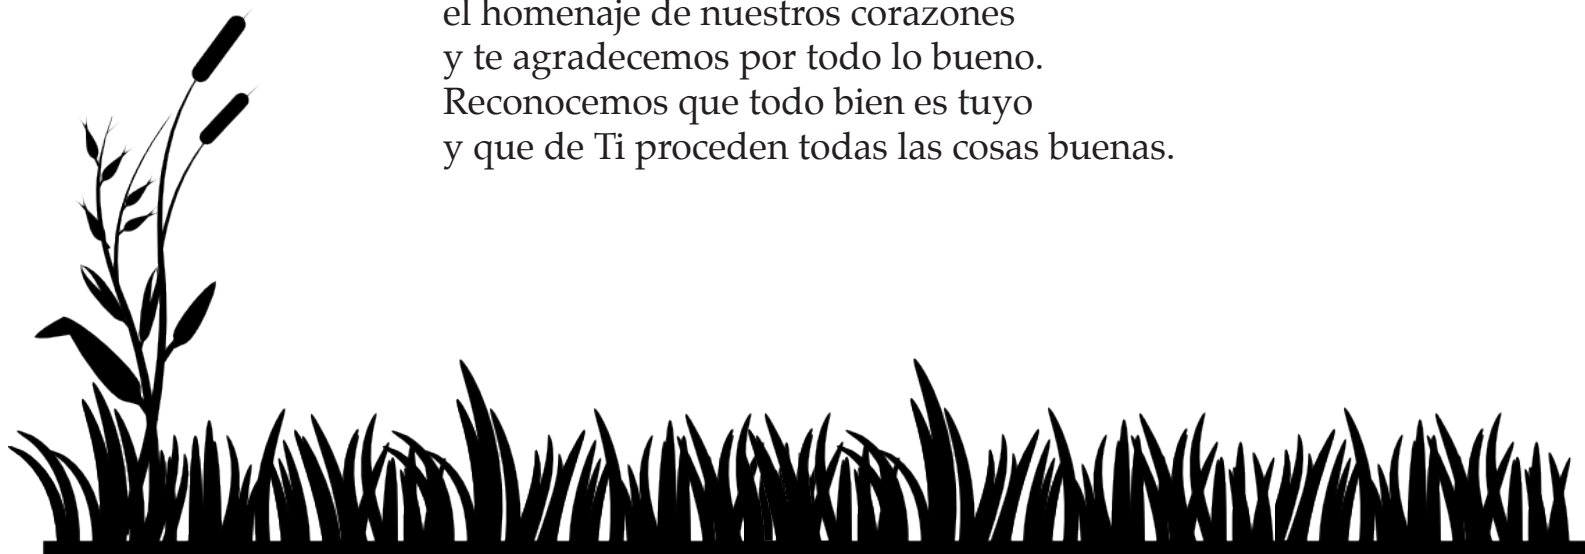 el homenaje de nuestros corazones
y te agradecemos por todo lo bueno.
Reconocemos que todo bien es tuyo
y que de Ti proceden todas las cosas buenas.